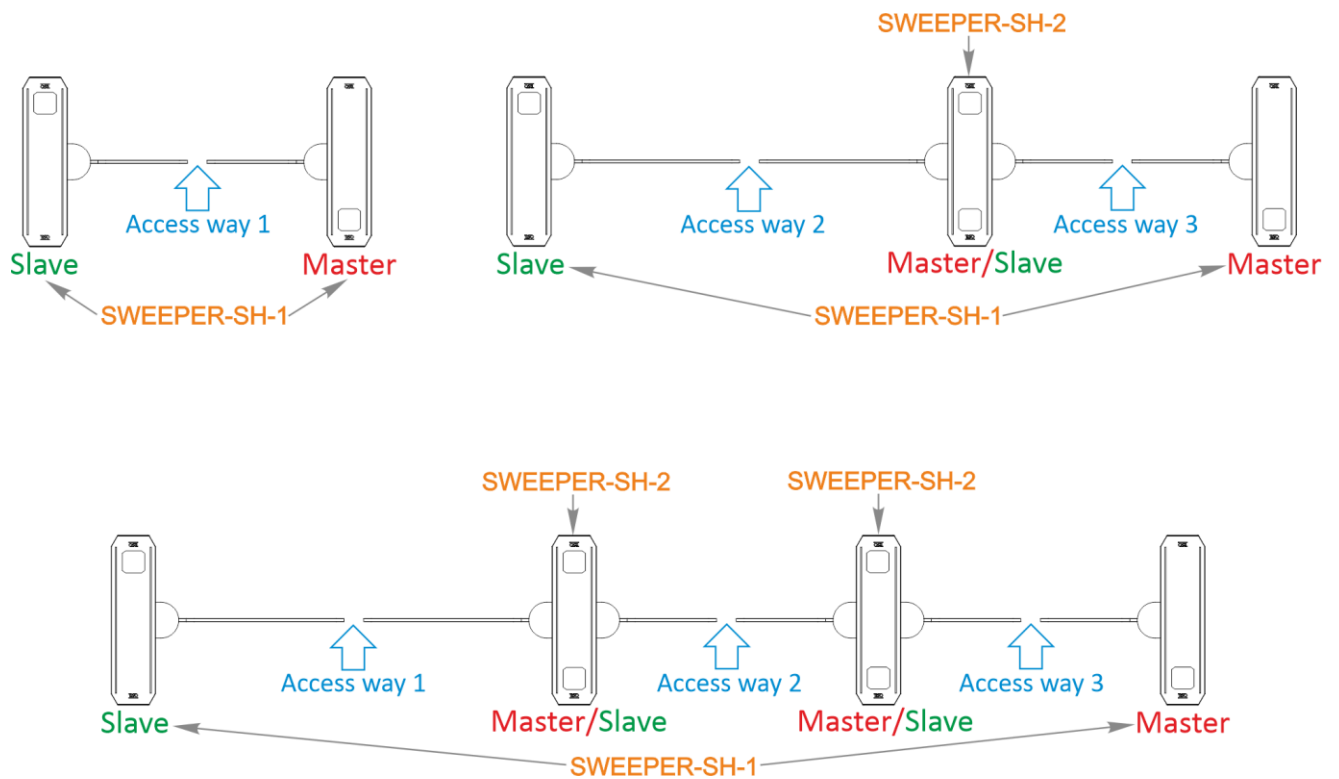 SWEEPER-SH-2
Access way 1
Access way 2
Access way 3
Slave
Master
Slave
Master/Slave
Master
SWEEPER-SH-1
SWEEPER-SH-1
SWEEPER-SH-2
SWEEPER-SH-2
Access way 1
Access way 2
Access way 3
Slave
Master/Slave
Master/Slave
Master
SWEEPER-SH-1